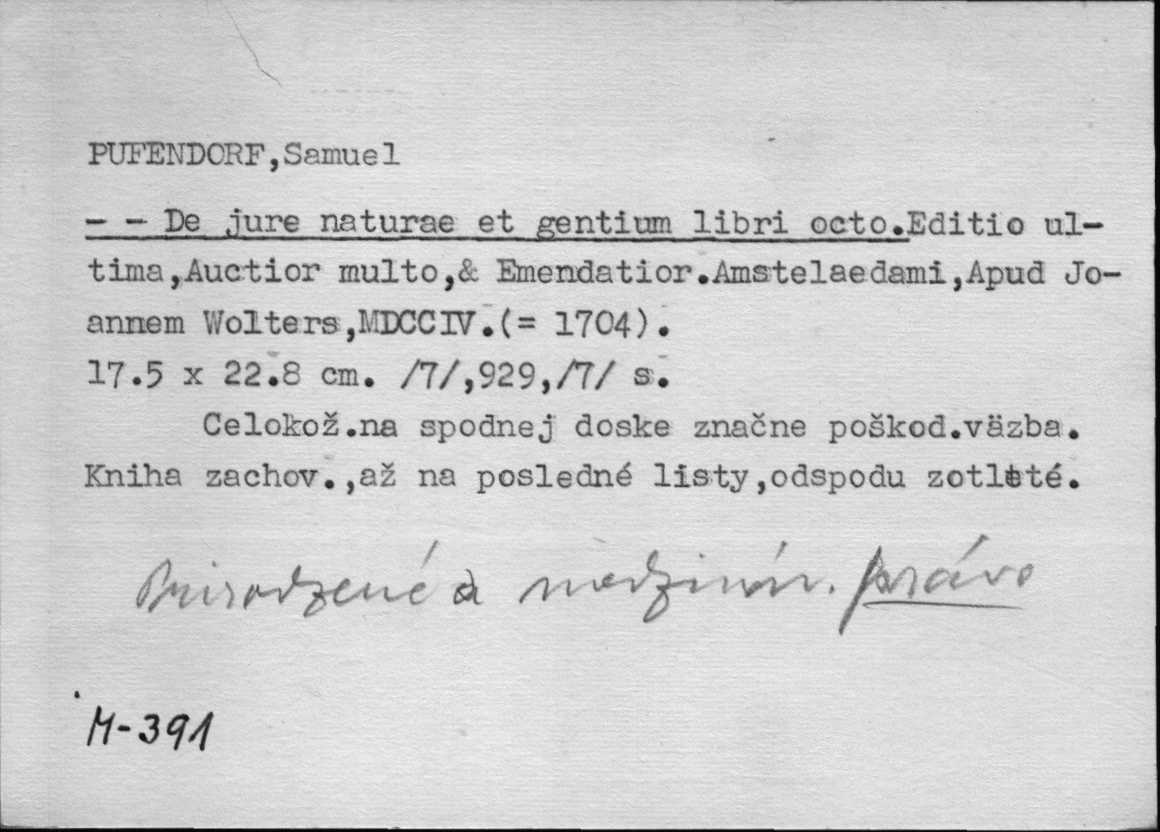 PUFENDORF,Samuel
- - De jure naturae et gentium libri octo.Editio ul-
tima,Auctior multo,& Emendatior.Amstelaedami,Apud Jo-
annem Wolters,MDCCIV.(= 1704).
17.5 x 22.8 cm. /7/,929,/7/ s.
Celokož.na spodnej doske značne poškod.väzba.
Kniha zachov.,až na posledné listy,odspodu zotleté.
Prirodzené a medzinár. právo
M-391